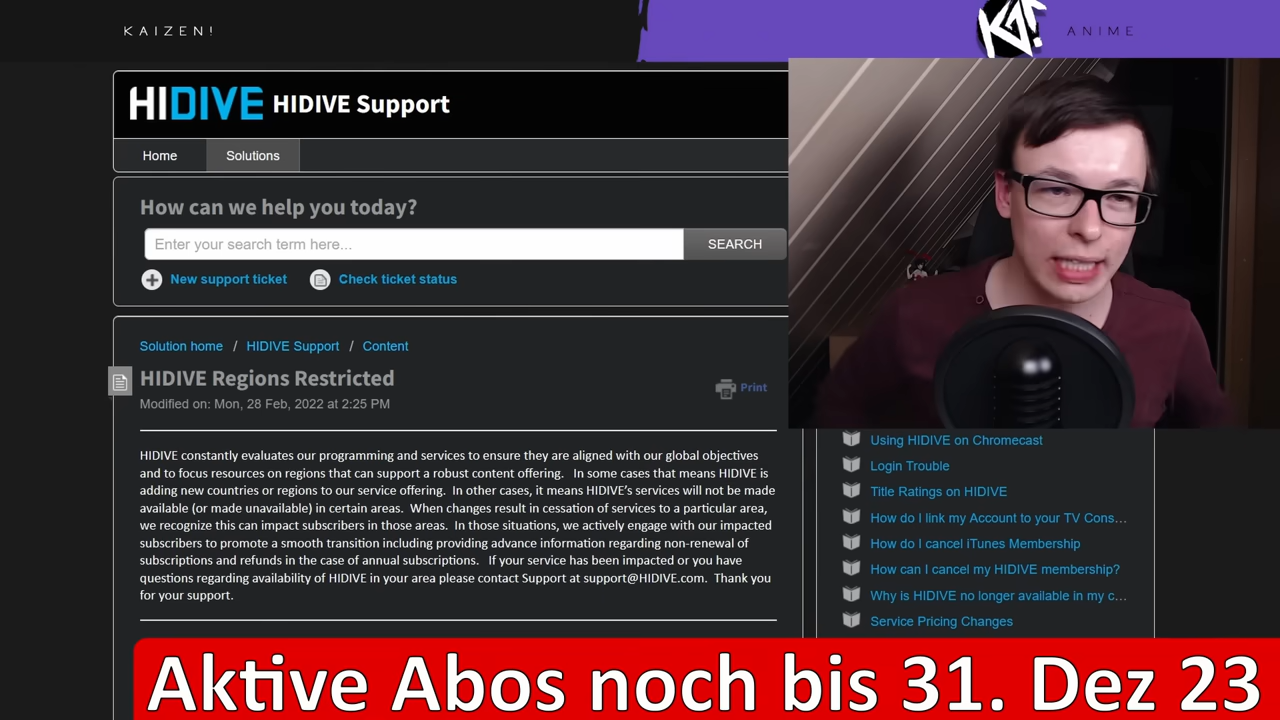 KAIZEN!
KAI!
ANIME
HIDIVE HIDIVE Support
Home
Solutions
How can we help you today?
Enter your search term here...
SEARCH
New support ticket
Check ticket status
Solution home / HIDIVE Support / Content
HIDIVE Regions Restricted
Print
Modified on: Mon, 28 Feb, 2022 at 2:25 PM
HIDIVE constantly evaluates our programming and services to ensure they are aligned with our global objectives
and to focus resources on regions that can support a robust content offering. In some cases that means HIDIVE is
adding new countries or regions to our service offering. In other cases, it means HIDIVE’s services will not be made
available (or made unavailable) in certain areas. When changes result in cessation of services to a particular area,
we recognize this can impact subscribers in those areas. In those situations, we actively engage with our impacted
subscribers to promote a smooth transition including providing advance information regarding non-renewal of
subscriptions and refunds in the case of annual subscriptions. If your service has been impacted or you have
questions regarding availability of HIDIVE in your area please contact Support at support@HIDIVE.com. Thank you
for your support.
Using HIDIVE on Chromecast
Login Trouble
Title Ratings on HIDIVE
How do I link my Account to your TV Cons...
How do I cancel iTunes Membership
How can I cancel my HIDIVE membership?
Why is HIDIVE no longer available in my c...
Service Pricing Changes
Aktive Abos noch bis 31. Dez 23